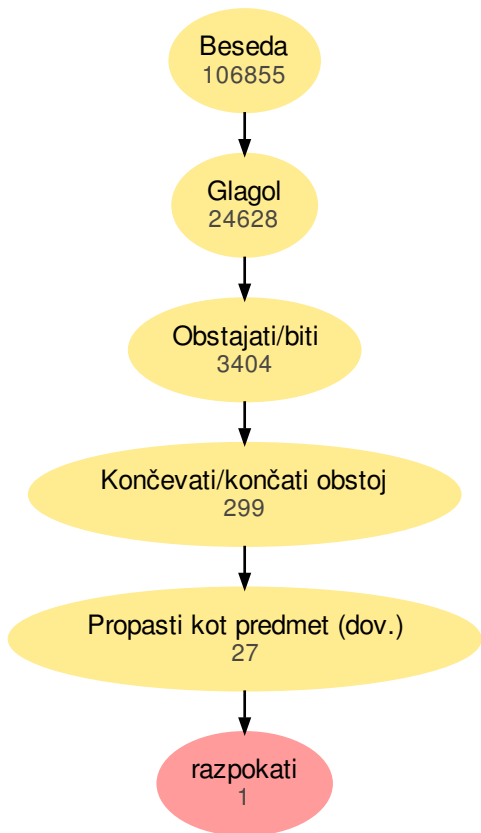 Beseda
106855
Glagol
24628
Obstajati/biti
3404
Končevati/končati obstoj
299
Propasti kot predmet (dov.)
27
razpokati
1